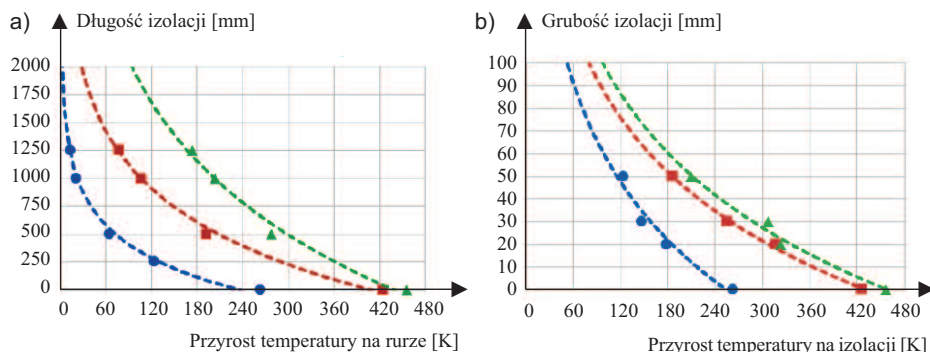 a)
Długość izolacji [mm]
2000
1750
1500
1250
1000
750
500
250
0
0 60 120 180 240 300 360 420 480
Przyrost temperatury na rurze [K]
b)
Grubość izolacji [mm]
100
90
80
70
60
50
40
30
20
10
0
0 60 120 180 240 300 360 420 480
Przyrost temperatury na izolacji [K]